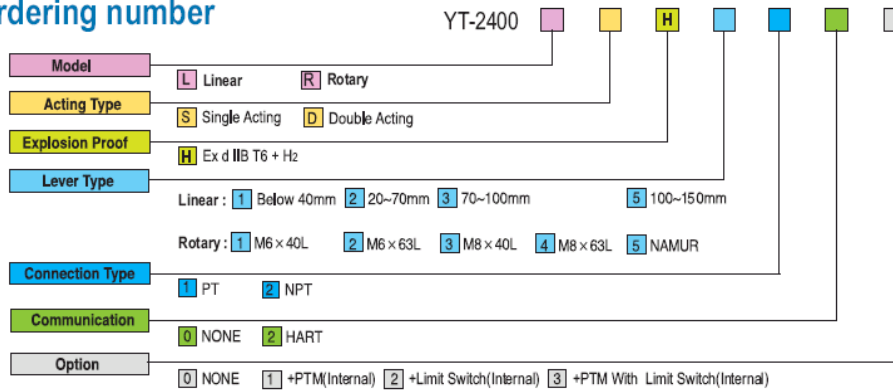 rdering number
YT-2400 H
Model
L Linear R Rotary
Acting Type
S Single Acting D Double Acting
Explosion Proof
H Ex d IIB T6 + H2
Lever Type
Linear : 1 Below 40mm 2 20~70mm 3 70~100mm 5 100~150mm
Rotary : 1 M6 × 40L 2 M6 × 63L 3 M8 × 40L 4 M8 × 63L 5 NAMUR
Connection Type
1 PT 2 NPT
Communication
0 NONE 2 HART
Option
0 NONE 1 +PTM(Internal) 2 +Limit Switch(Internal) 3 +PTM With Limit Switch(Internal)